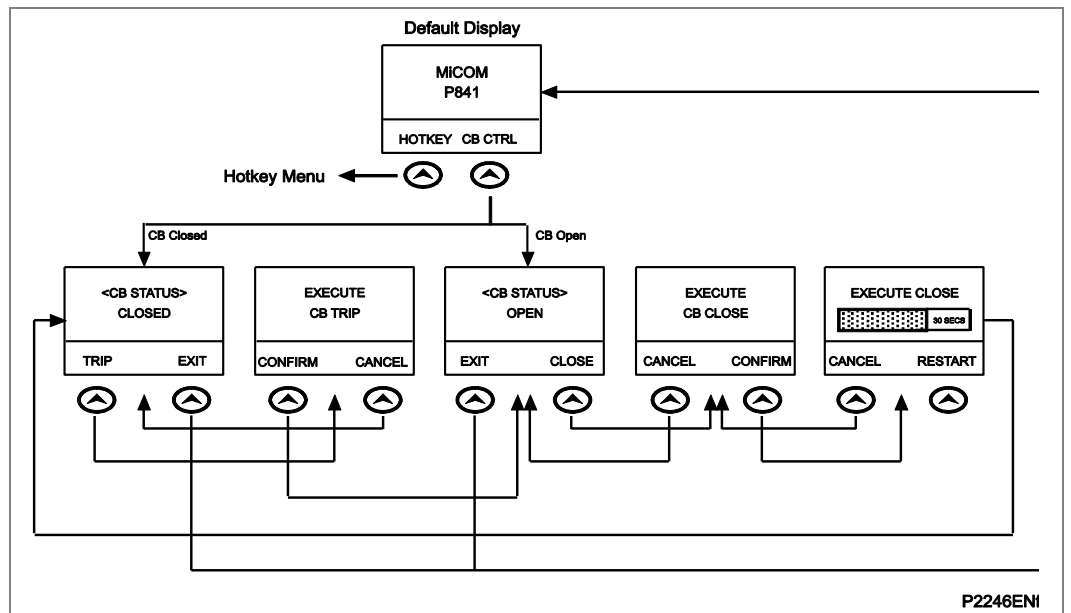 Default Display
MiCOM
P841
HOTKEY CB CTRL
Hotkey Menu
CB Closed
CB Open
<CB STATUS>
CLOSED
TRIP EXIT
EXECUTE
CB TRIP
CONFIRM CANCEL
<CB STATUS>
OPEN
EXIT CLOSE
EXECUTE
CB CLOSE
CANCEL CONFIRM
EXECUTE CLOSE
30 SECS
CANCEL RESTART
P2246ENf